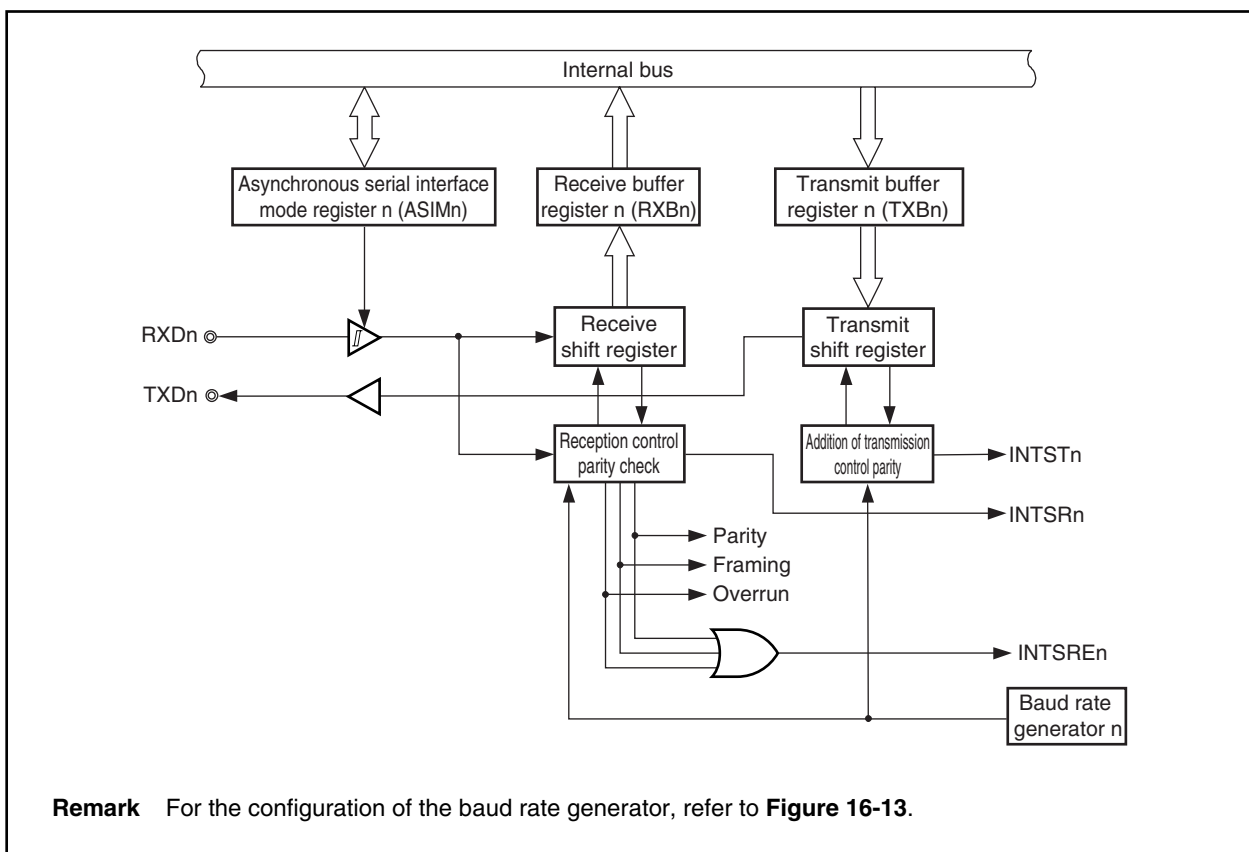 Internal bus
Asynchronous serial interface
mode register n (ASIMn)
Receive buffer
register n (RXBn)
Transmit buffer
register n (TXBn)
RXDn
Receive
shift register
Transmit
shift register
TXDn
Reception control
parity check
Addition of transmission
control parity
INTSTn
INTSRn
Parity
Framing
Overrun
INTSREn
Baud rate
generator n
Remark For the configuration of the baud rate generator, refer to Figure 16-13.